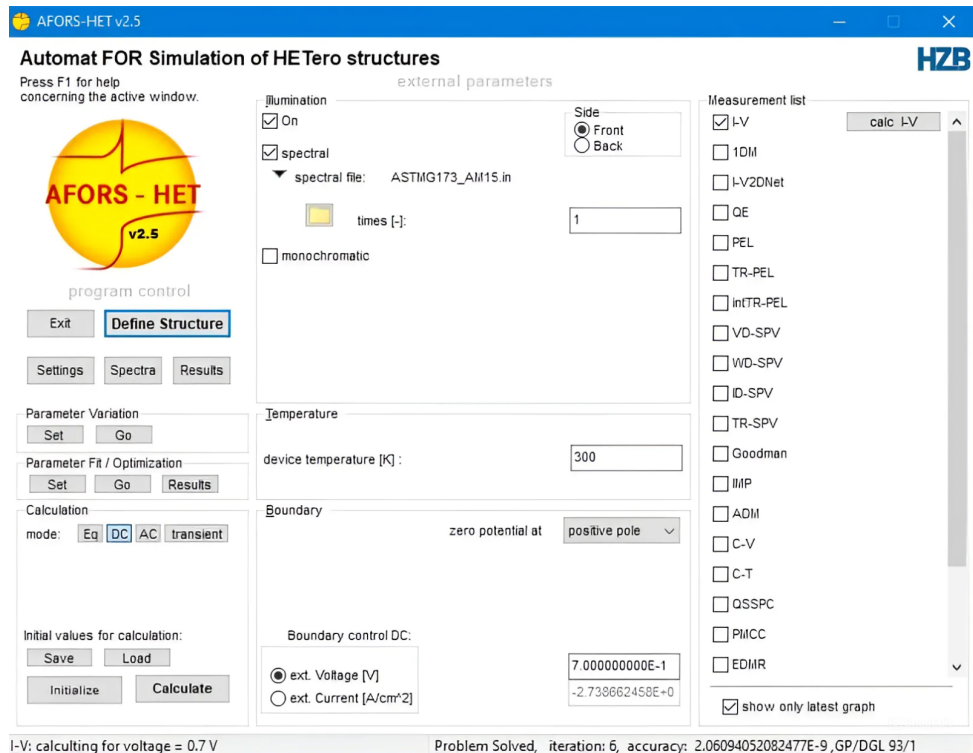 AFORS-HET v2.5
Automat FOR Simulation of HETero structures
HZB
Press F1 for help
concerning the active window.
external parameters
AFORS - HET
v2.5
program control
Exit
Define Structure
Settings
Spectra
Results
Parameter Variation
Set
Go
Parameter Fit / Optimization
Set
Go
Results
Calculation
mode:
Eq
DC
AC
transient
Initial values for calculation:
Save
Load
Initialize
Calculate
Illumination
On
Side
Front
Back
spectral
spectral file: ASTMG173_AM15.in
times [-]:
1
monochromatic
Temperature
device temperature [K] :
300
Boundary
zero potential at
positive pole
Boundary control DC:
ext. Voltage [V]
7.000000000E-1
ext. Current [A/cm^2]
-2.738662458E+0
Measurement list
I-V
calc I-V
1DM
I-V2DNet
QE
PEL
TR-PEL
intTR-PEL
VD-SPV
WD-SPV
ID-SPV
TR-SPV
Goodman
IMP
ADM
C-V
C-T
QSSPC
PMCC
EDMR
show only latest graph
I-V: calculting for voltage = 0.7 V
Problem Solved, iteration: 6, accuracy: 2.06094052082477E-9 ,GP/DGL 93/1